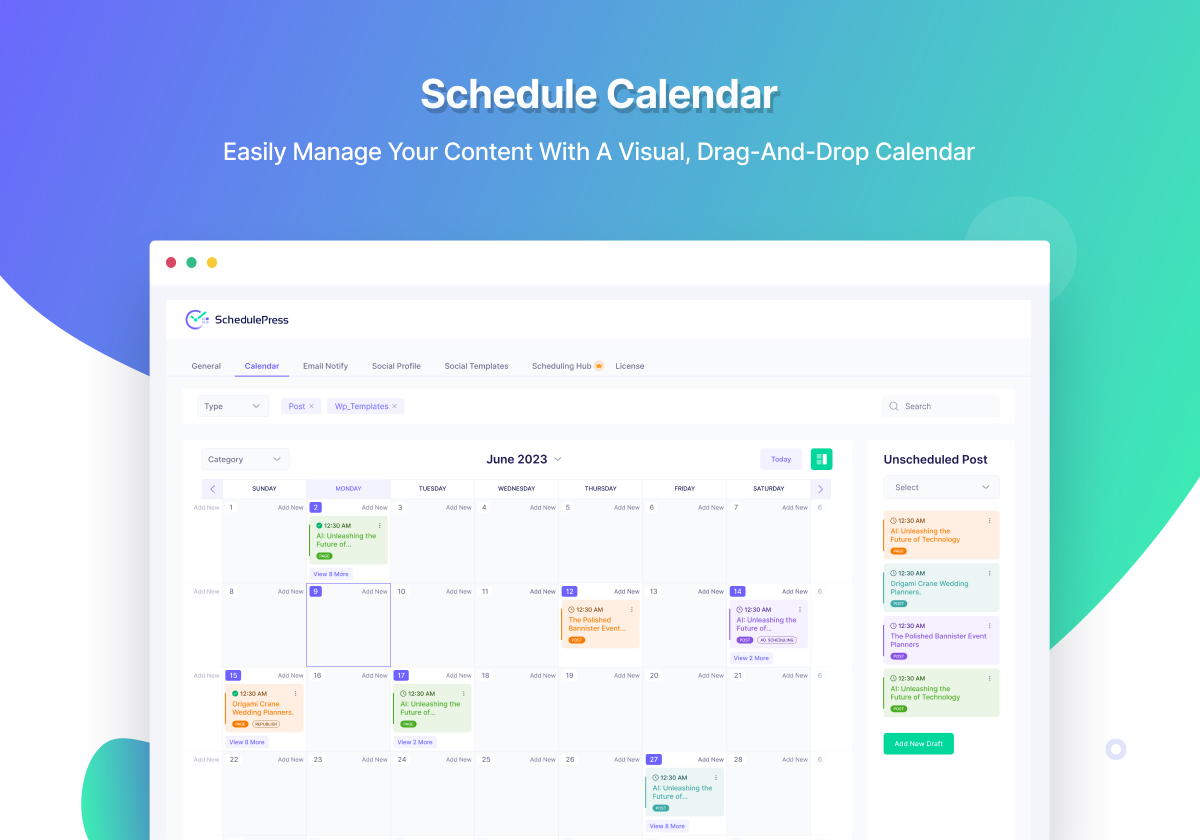 Schedule Calendar
Easily Manage Your Content With A Visual, Drag-And-Drop Calendar
SchedulePress
General Calendar Email Notify Social Profile Social Templates Scheduling Hub License
Type Post × Wp_Templates × Search
Category June 2023 Today
SUNDAY MONDAY TUESDAY WEDNESDAY THURSDAY FRIDAY SATURDAY
Add New 1 Add New 2 Add New 3 Add New 4 Add New 5 Add New 6 Add New 7 Add New 6
12:30 AM
AI: Unleashing the
Future of...
PAGE
View 8 More
Add New 8 Add New 9 Add New 10 Add New 11 Add New 12 Add New 13 Add New 14 Add New 6
12:30 AM
The Polished
Bannister Event...
POST
12:30 AM
AI: Unleashing the
Future of...
POST AD. SCHEDULING
View 2 More
Add New 15 Add New 16 Add New 17 Add New 18 Add New 19 Add New 20 Add New 21 Add New 6
12:30 AM
Origami Crane
Wedding Planners.
PAGE REPUBLISH
View 8 More
12:30 AM
AI: Unleashing the
Future of...
PAGE
View 2 More
Add New 22 Add New 23 Add New 24 Add New 25 Add New 26 Add New 27 Add New 28 Add New 6
12:30 AM
AI: Unleashing the
Future of...
POST
View 8 More
Unscheduled Post
Select
12:30 AM
AI: Unleashing the
Future of Technology
PAGE
12:30 AM
Origami Crane Wedding
Planners.
POST
12:30 AM
The Polished Bannister Event
Planners
POST
12:30 AM
AI: Unleashing the
Future of Technology
POST
Add New Draft